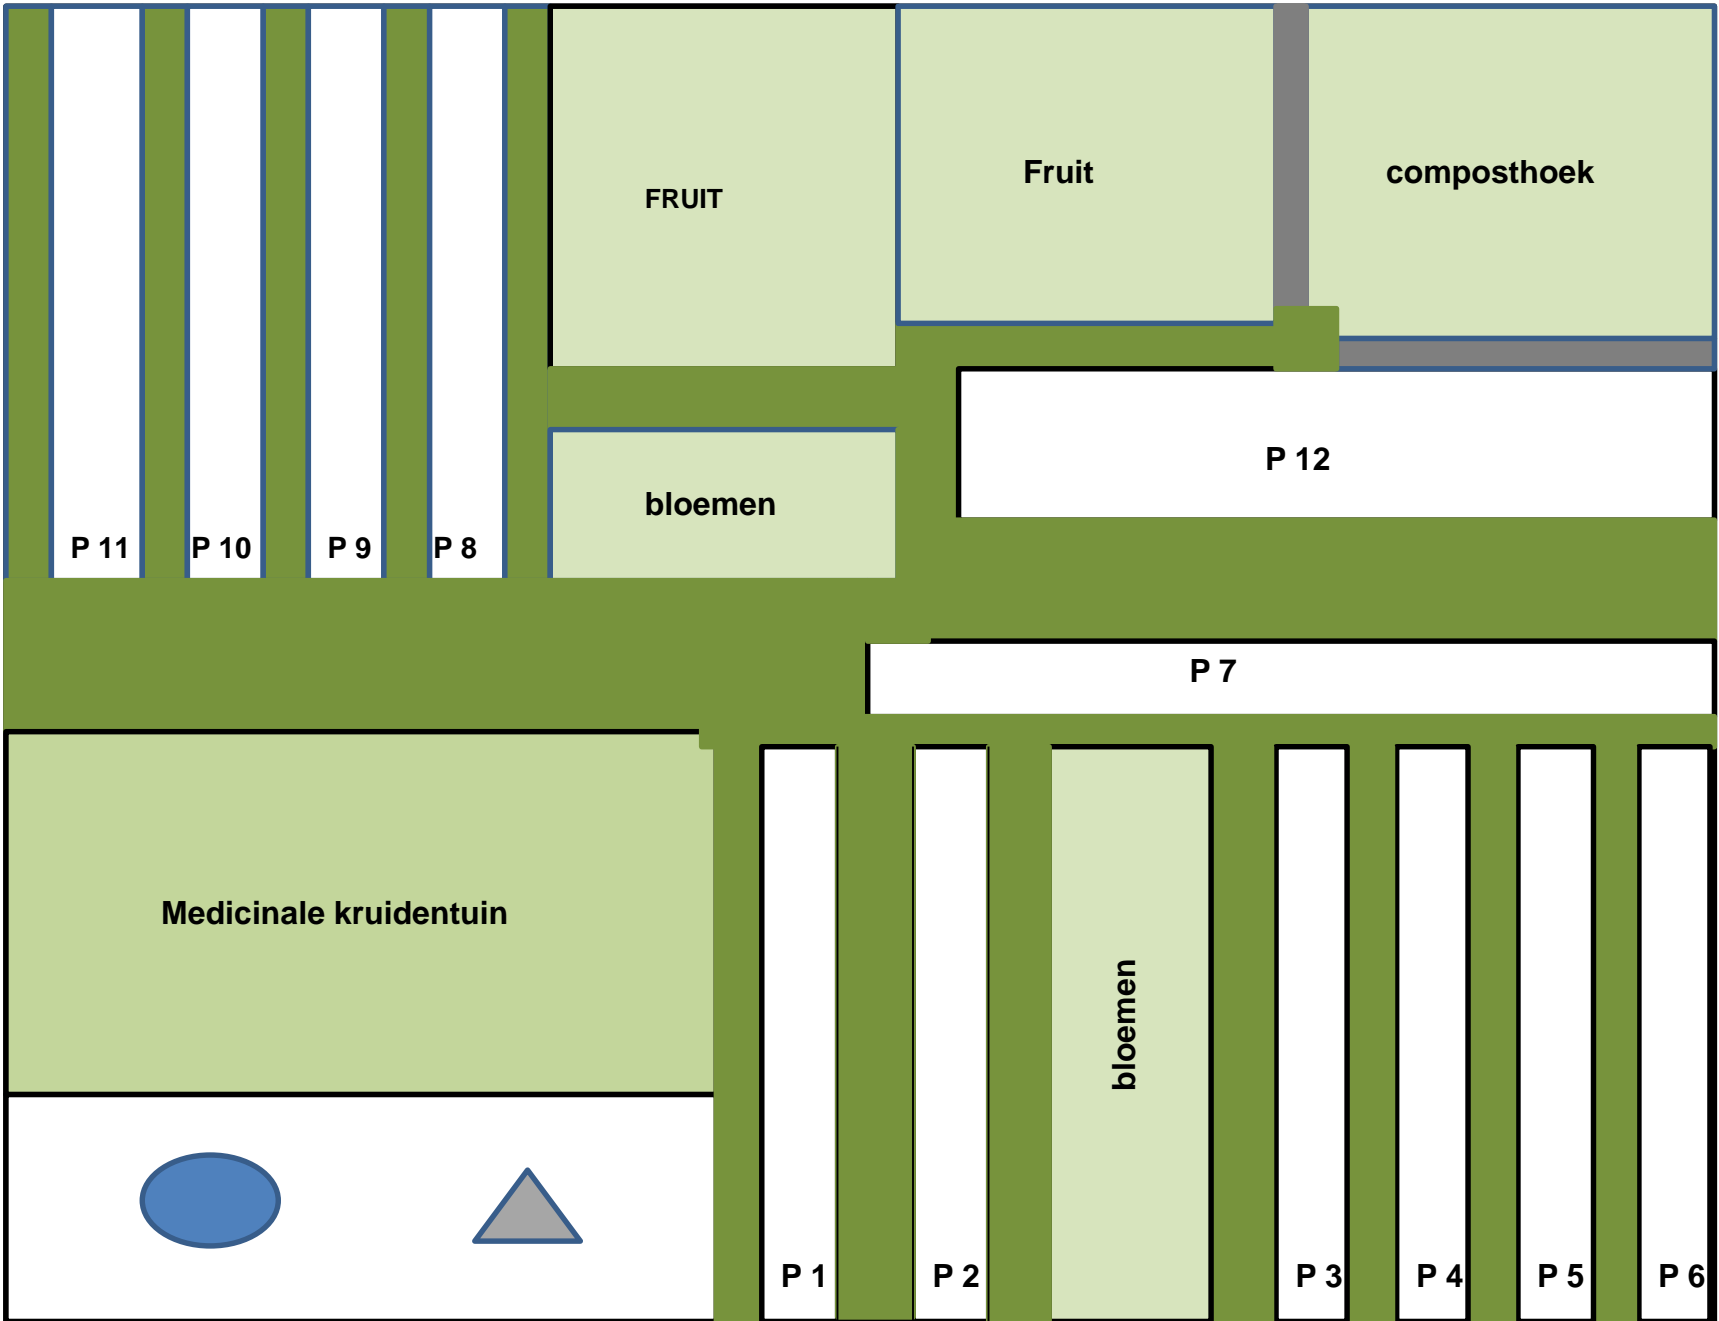 Fruit
composthoek
FRUIT
P 12
bloemen
P 11
P 10
P 9
P 8
P 7
Medicinale kruidentuin
bloemen
P 1
P 2
P 3
P 4
P 5
P 6